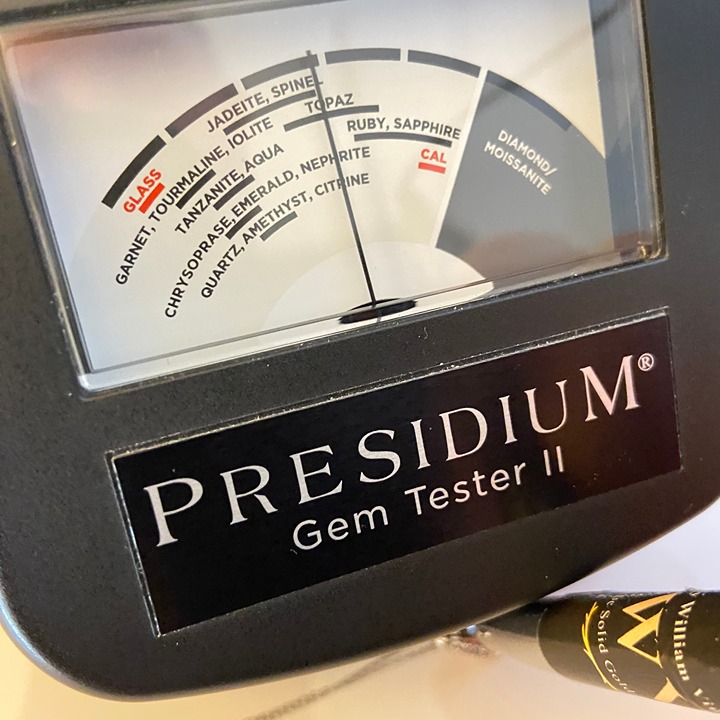 JADEITE, SPINEL
TOPAZ
RUBY, SAPPHIRE
CAL
DIAMOND/
MOISSANITE
GLASS
GARNET, TOURMALINE, IOLITE
TANZANITE, AQUA
CHRYSOPRASE, EMERALD, NEPHRITE
QUARTZ, AMETHYST, CITRINE
PRESIDIUM®
Gem Tester II
William
Solid Gold
W